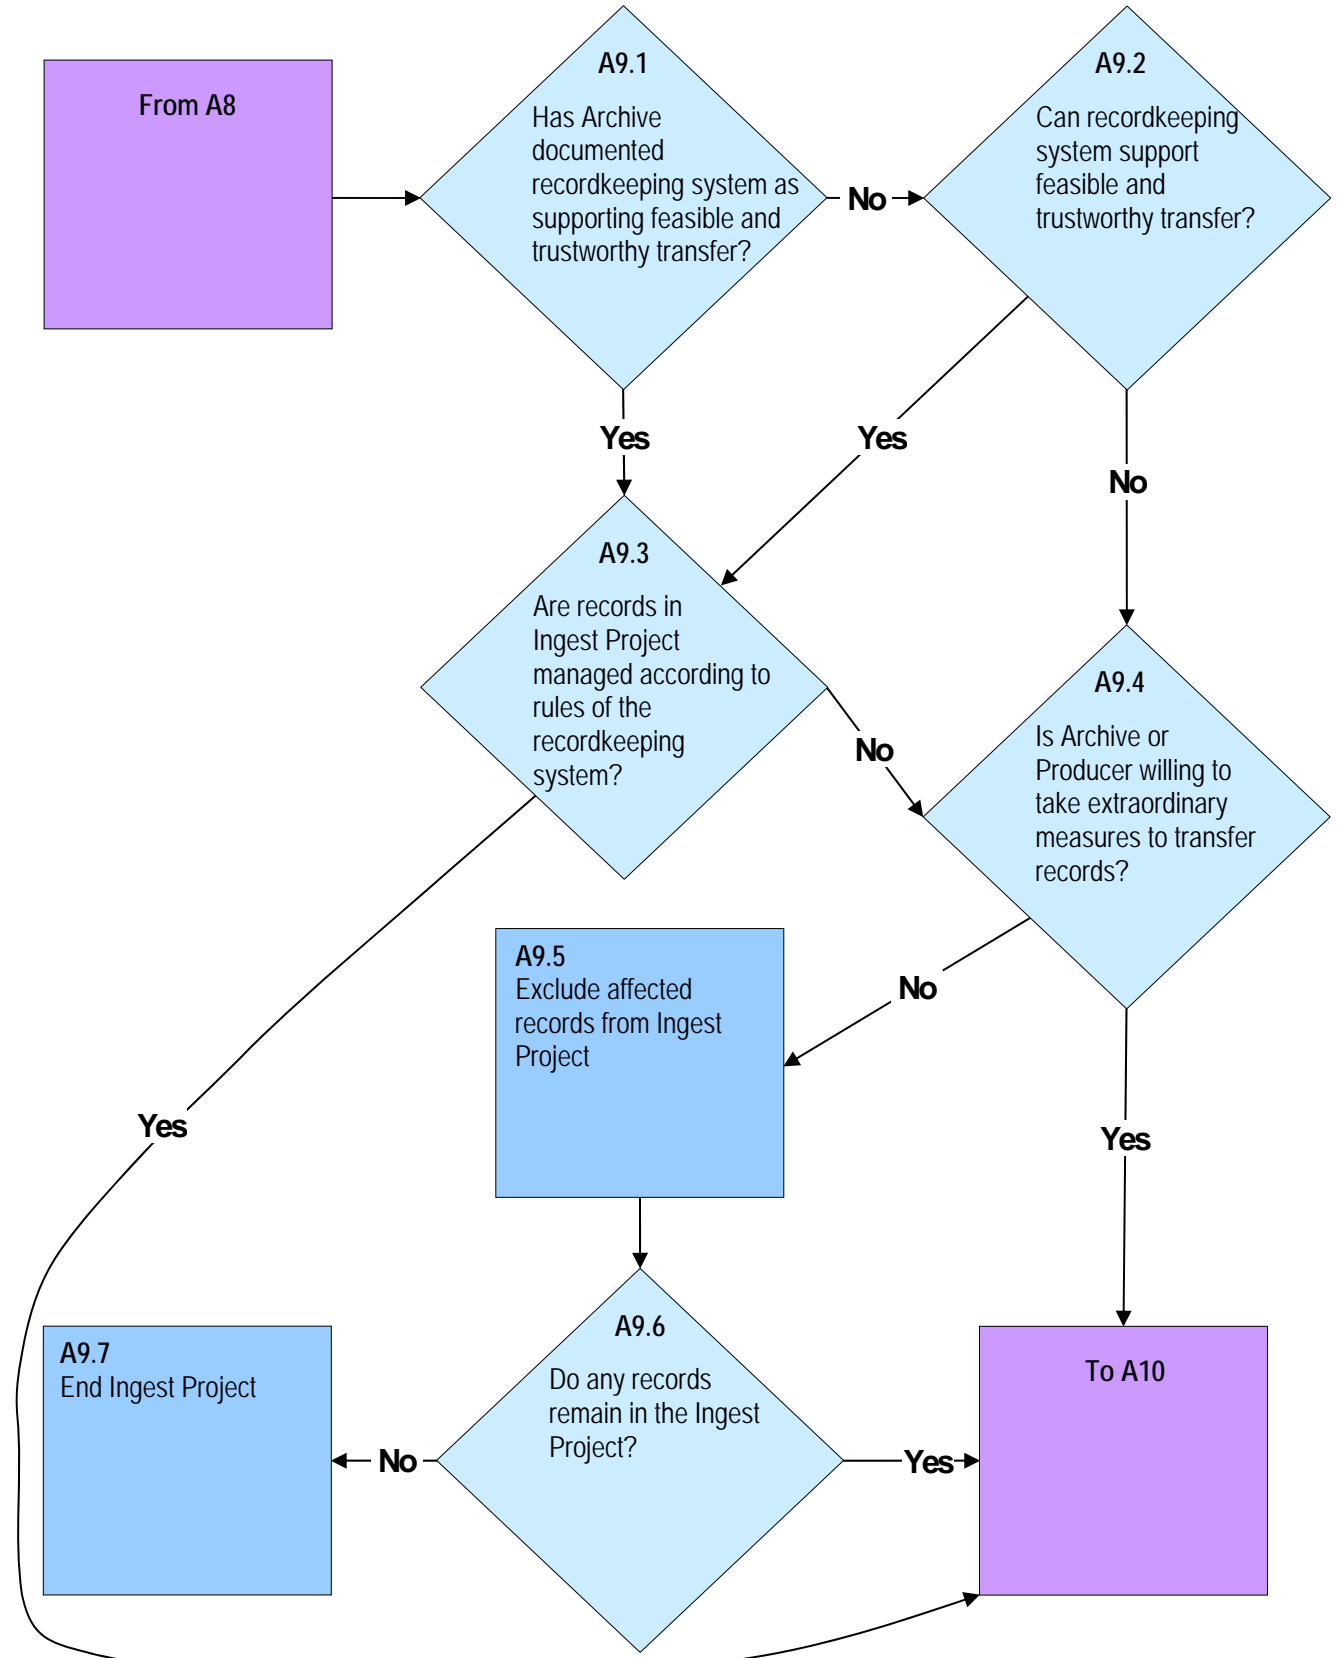 From A8
A9.1
Has Archive
documented
recordkeeping system as
supporting feasible and
trustworthy transfer?
No
A9.2
Can recordkeeping
system support
feasible and
trustworthy transfer?
Yes
Yes
No
A9.3
Are records in
Ingest Project
managed according to
rules of the
recordkeeping
system?
No
A9.4
Is Archive or
Producer willing to
take extraordinary
measures to transfer
records?
A9.5
Exclude affected
records from Ingest
Project
No
Yes
Yes
A9.7
End Ingest Project
No
A9.6
Do any records
remain in the Ingest
Project?
Yes
To A10